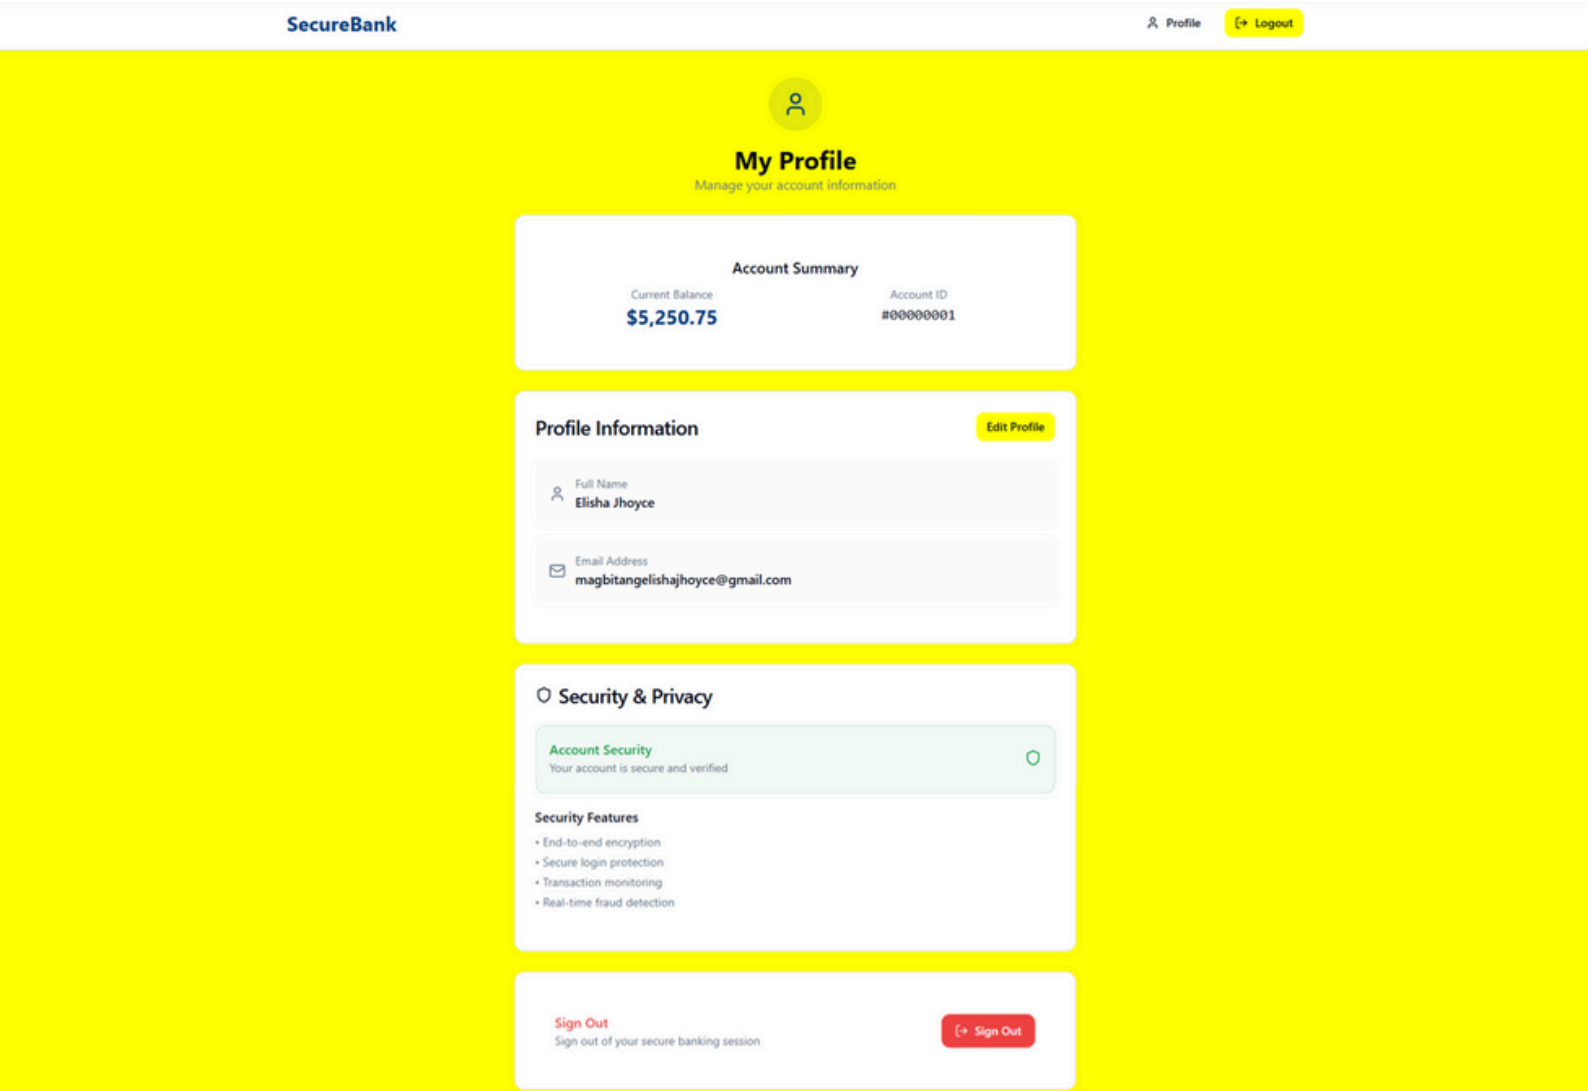 SecureBank
Profile
Logout
My Profile
Manage your account information
Account Summary
Current Balance
$5,250.75
Account ID
#00000001
Profile Information
Edit Profile
Full Name
Elisha Jhoyce
Email Address
magbitangelishajhoyce@gmail.com
Security & Privacy
Account Security
Your account is secure and verified
Security Features
• End-to-end encryption
• Secure login protection
• Transaction monitoring
• Real-time fraud detection
Sign Out
Sign out of your secure banking session
Sign Out